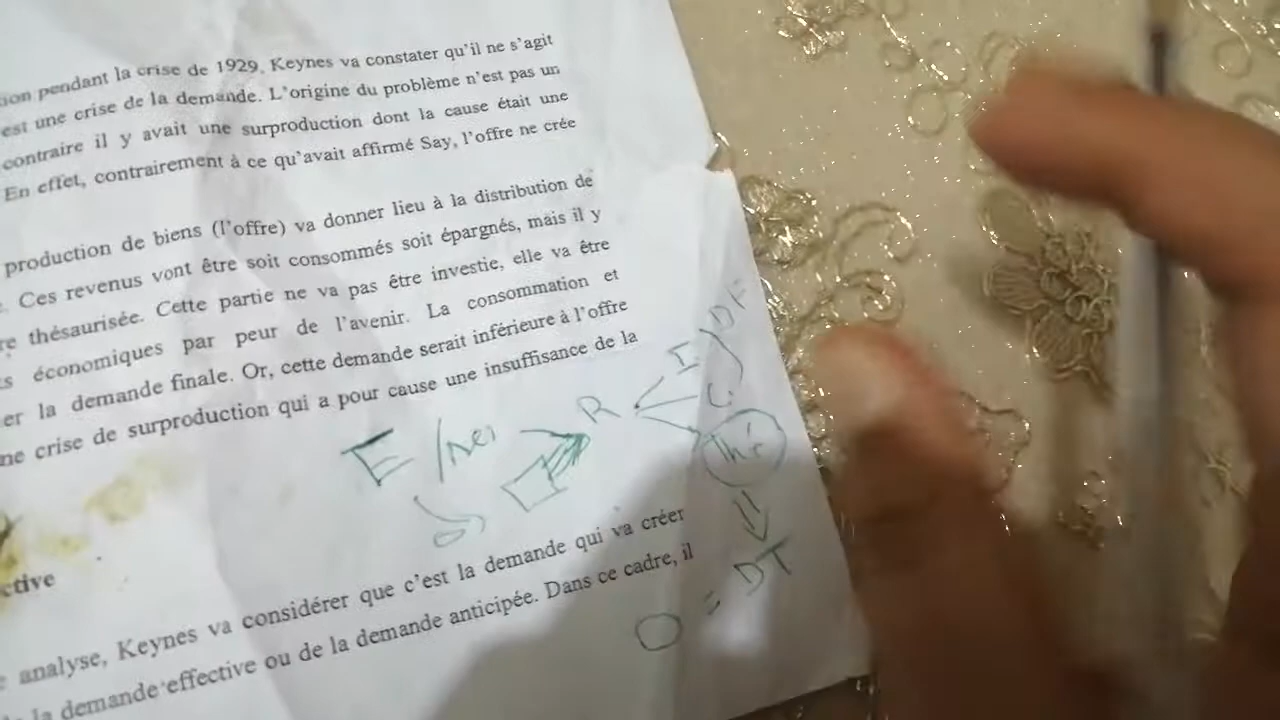 ion pendant la crise de 1929. Keynes va constater qu'il ne s'agit
est une crise de la demande. L'origine du problème n'est pas un
contraire il y avait une surproduction dont la cause était une
En effet, contrairement à ce qu'avait affirmé Say, l'offre ne crée
production de biens (l'offre) va donner lieu à la distribution de
. Ces revenus vont être soit consommés soit épargnés, mais il y
re thésaurisée. Cette partie ne va pas être investie, elle va être
s économiques par peur de l'avenir. La consommation et
er la demande finale. Or, cette demande serait inférieure à l'offre
ne crise de surproduction qui a pour cause une insuffisance de la
I ) DF
E R C
O = DT
ctive
analyse, Keynes va considérer que c'est la demande qui va créer
la demande effective ou de la demande anticipée. Dans ce cadre, il